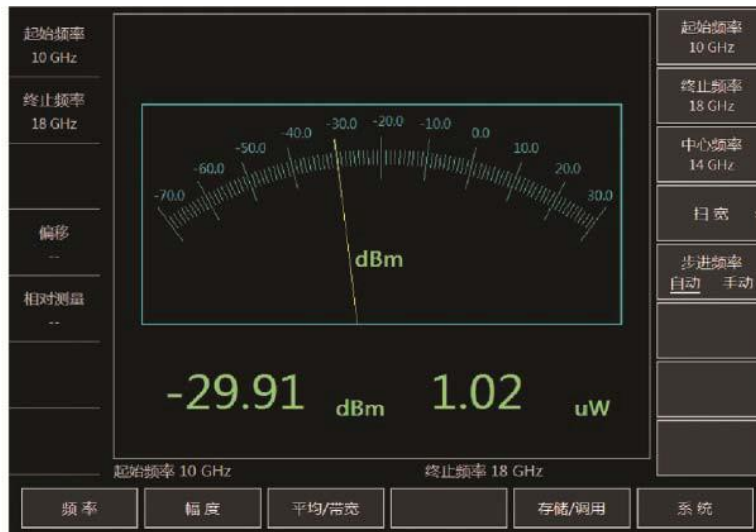 起始频率
10 GHz
终止频率
18 GHz
偏移
--
相对测量
--
-70.0
-60.0
-50.0
-40.0
-30.0
-20.0
-10.0
0.0
10.0
20.0
30.0
dBm
-29.91 dBm 1.02 uW
起始频率 10 GHz 终止频率 18 GHz
起始频率
10 GHz
终止频率
18 GHz
中心频率
14 GHz
扫 宽
步进频率
自动 手动
频 率 幅 度 平均/带宽 存储/调用 系 统